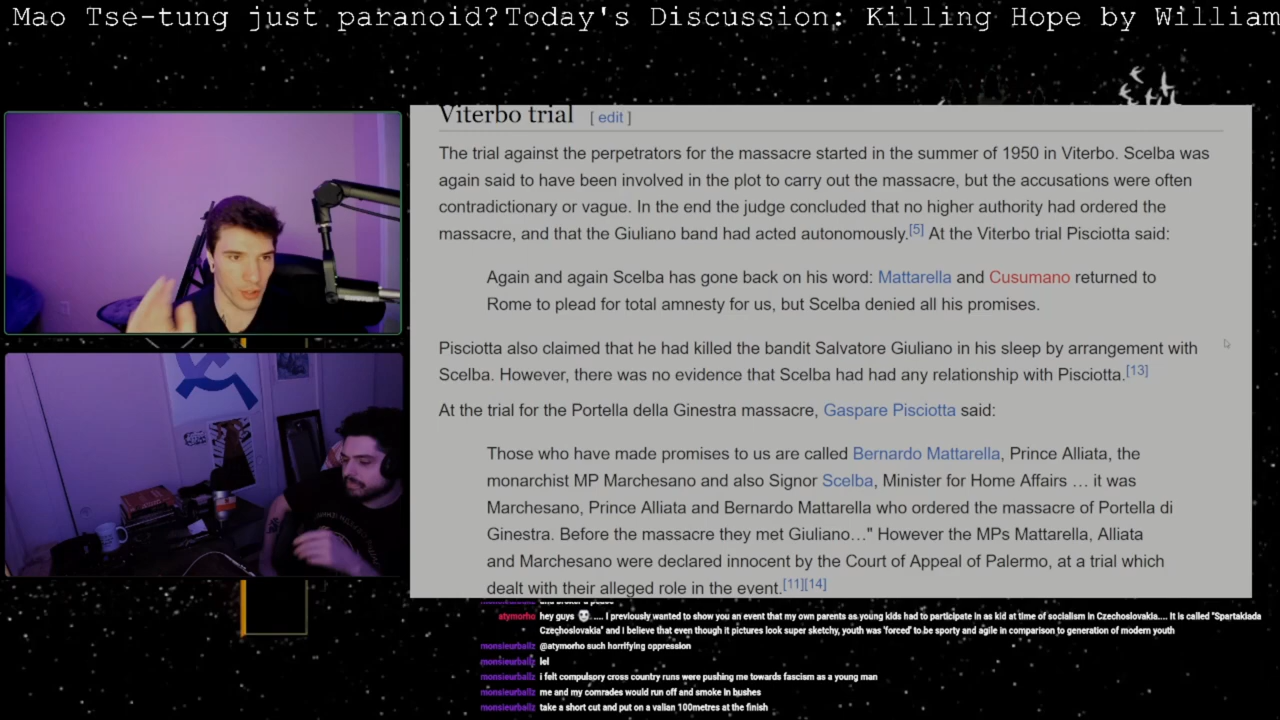 Mao Tse-tung just paranoid?Today's Discussion: Killing Hope by William
Viterbo trial [ edit ]
The trial against the perpetrators for the massacre started in the summer of 1950 in Viterbo. Scelba was
again said to have been involved in the plot to carry out the massacre, but the accusations were often
contradictionary or vague. In the end the judge concluded that no higher authority had ordered the
massacre, and that the Giuliano band had acted autonomously.[5] At the Viterbo trial Pisciotta said:
Again and again Scelba has gone back on his word: Mattarella and Cusumano returned to
Rome to plead for total amnesty for us, but Scelba denied all his promises.
Pisciotta also claimed that he had killed the bandit Salvatore Giuliano in his sleep by arrangement with
Scelba. However, there was no evidence that Scelba had had any relationship with Pisciotta.[13]
At the trial for the Portella della Ginestra massacre, Gaspare Pisciotta said:
Those who have made promises to us are called Bernardo Mattarella, Prince Alliata, the
monarchist MP Marchesano and also Signor Scelba, Minister for Home Affairs … it was
Marchesano, Prince Alliata and Bernardo Mattarella who ordered the massacre of Portella di
Ginestra. Before the massacre they met Giuliano…" However the MPs Mattarella, Alliata
and Marchesano were declared innocent by the Court of Appeal of Palermo, at a trial which
dealt with their alleged role in the event.[11][14]
atymorho hey guys .... I previously wanted to show you an event that my own parents as young kids had to participate in as kid at time of socialism in Czechoslovakia.... It is called "Spartakiada
Czechoslovakia" and I believe that even though it pictures look super sketchy, youth was 'forced' to be sporty and agile in comparison to generation of modern youth
monsieurballz @atymorho such horrifying oppression
monsieurballz lel
monsieurballz i felt compulsory cross country runs were pushing me towards fascism as a young man
monsieurballz me and my comrades would run off and smoke in bushes
monsieurballz take a short cut and put on a valian 100metres at the finish